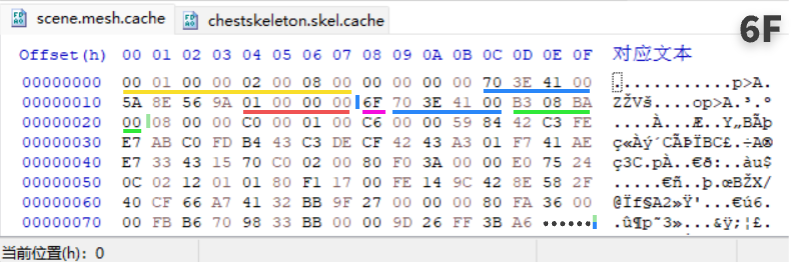 scene.mesh.cache chestskeleton.skel.cache
6F
Offset(h) 00 01 02 03 04 05 06 07 08 09 0A 0B 0C 0D 0E 0F 对应文本
00000000 00 01 00 00 02 00 08 00 00 00 00 00 70 3E 41 00 ............p>A.
00000010 5A 8E 56 9A 01 00 00 00 6F 70 3E 41 00 B3 08 BA ZŽVš....op>A.³.º
00000020 00 08 00 00 C0 00 01 00 C6 00 00 59 84 42 C3 FE ....À...Æ..Y„BÃþ
00000030 E7 AB C0 FD B4 43 C3 DE CF 42 43 A3 01 F7 41 AE ç«Àý´CÃÞÏBC£.÷A®
00000040 E7 33 43 15 70 C0 02 00 80 F0 3A 00 00 E0 75 24 ç3C.pÀ..€ð:..àu$
00000050 0C 02 12 01 01 80 F1 17 00 FE 14 9C 42 8E 58 2F .....€ñ..þ.œBŽX/
00000060 40 CF 66 A7 41 32 BB 9F 27 00 00 00 80 FA 36 00 @Ïf§A2»Ÿ'...€ú6.
00000070 00 FB B6 70 98 33 BB 00 00 9D 26 FF 3B A6 •••••• .û¶p˜3»...&ÿ;¦£.
当前位置(h): 0